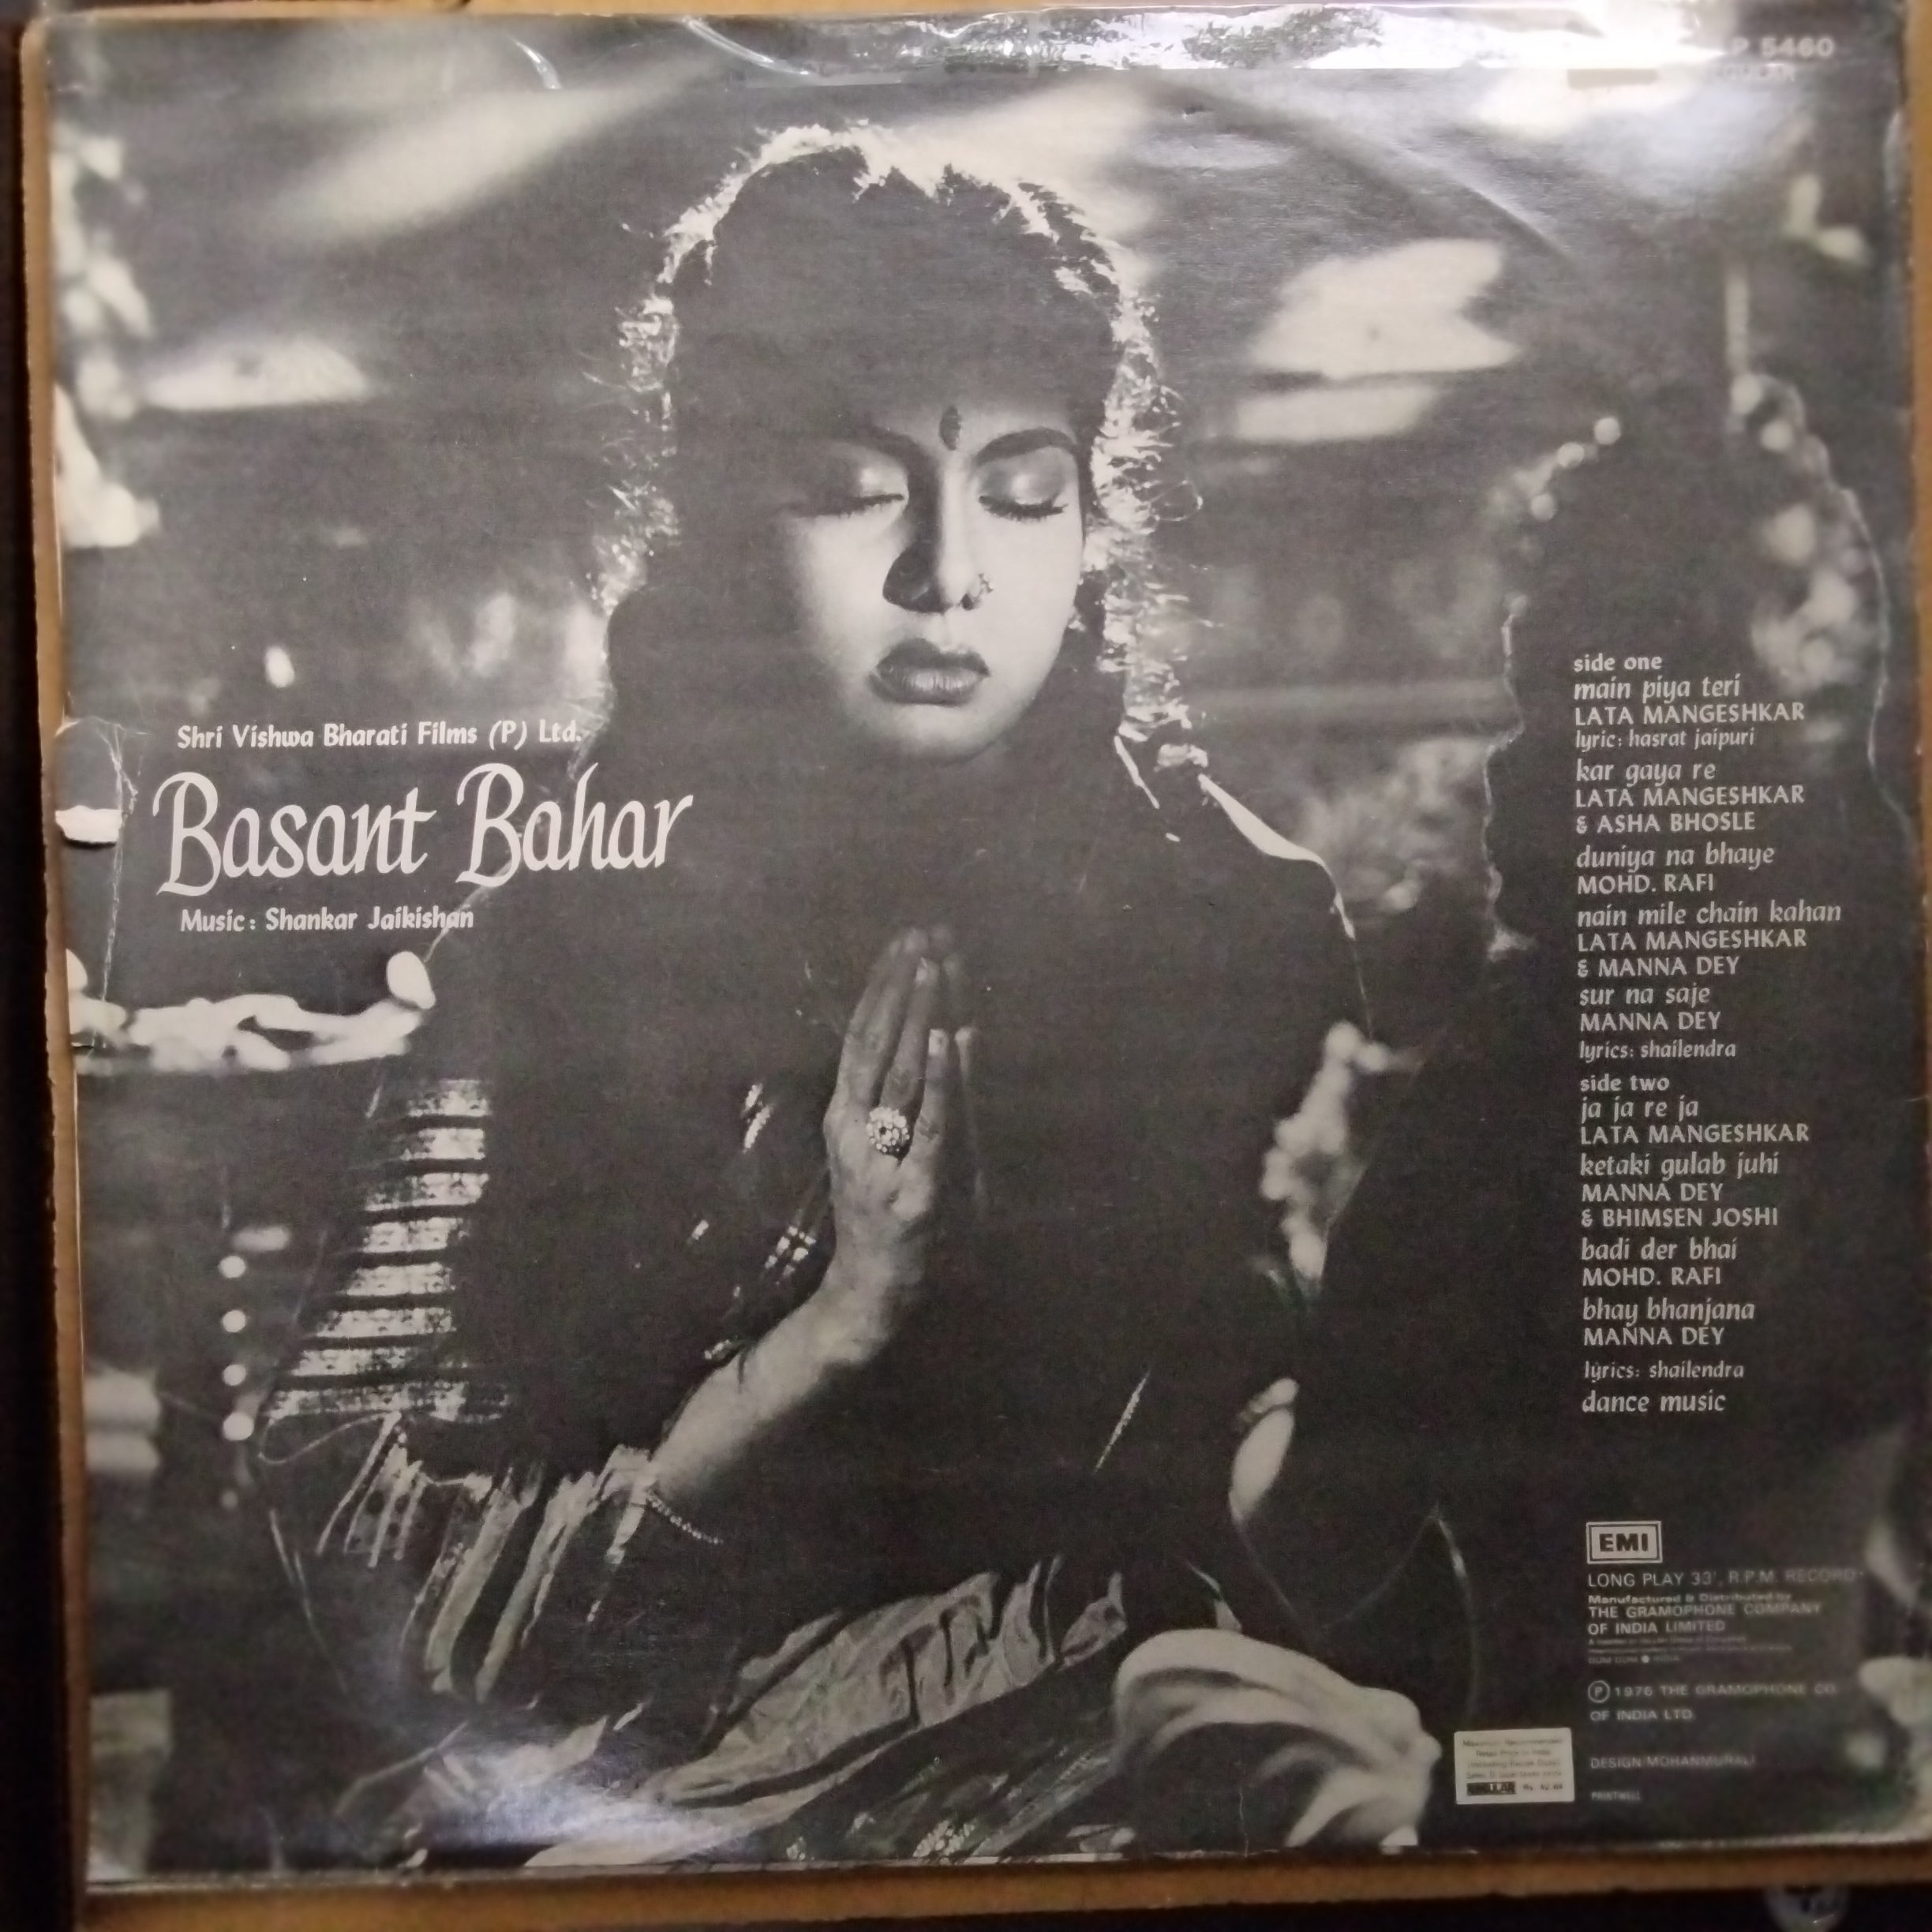 P 5460
Shri Vishwa Bharati Films (P) Ltd.
Basant Bahar
Music: Shankar Jaikishan
side one
main piya teri
LATA MANGESHKAR
lyric: hasrat jaipuri
kar gaya re
LATA MANGESHKAR
& ASHA BHOSLE
duniya na bhaye
MOHD. RAFI
nain mile chain kahan
LATA MANGESHKAR
& MANNA DEY
sur na saje
MANNA DEY
lyrics: shailendra
side two
ja ja re ja
LATA MANGESHKAR
ketaki gulab juhi
MANNA DEY
& BHIMSEN JOSHI
badi der bhai
MOHD. RAFI
bhay bhanjana
MANNA DEY
lyrics: shailendra
dance music
EMI
LONG PLAY 33⅓ R.P.M. RECORD
Manufactured & Distributed by
THE GRAMOPHONE COMPANY
OF INDIA LIMITED
DUM DUM ● INDIA
Ⓟ 1976 THE GRAMOPHONE CO.
OF INDIA LTD.
DESIGN/MOHANMURALI
PRINTWELL